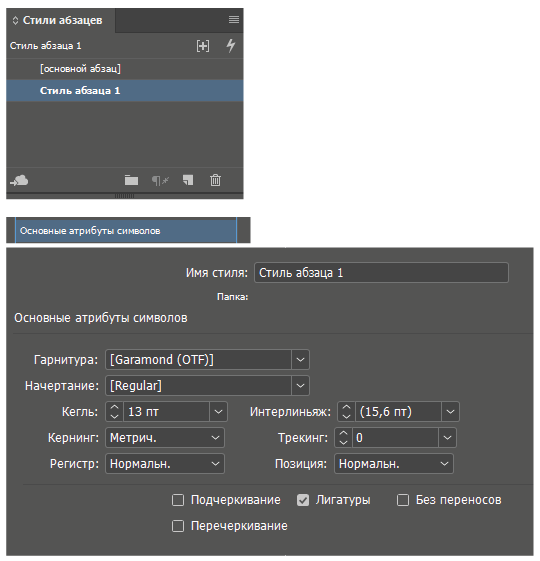 Стили абзацев
Стиль абзаца 1
[основной абзац]
Стиль абзаца 1
Основные атрибуты символов
Имя стиля: Стиль абзаца 1
Папка:
Основные атрибуты символов
Гарнитура: [Garamond (OTF)]
Начертание: [Regular]
Кегль: 13 пт Интерлиньяж: (15,6 пт)
Кернинг: Метрич. Трекинг: 0
Регистр: Нормальн. Позиция: Нормальн.
Подчеркивание Лигатуры Без переносов
Перечеркивание